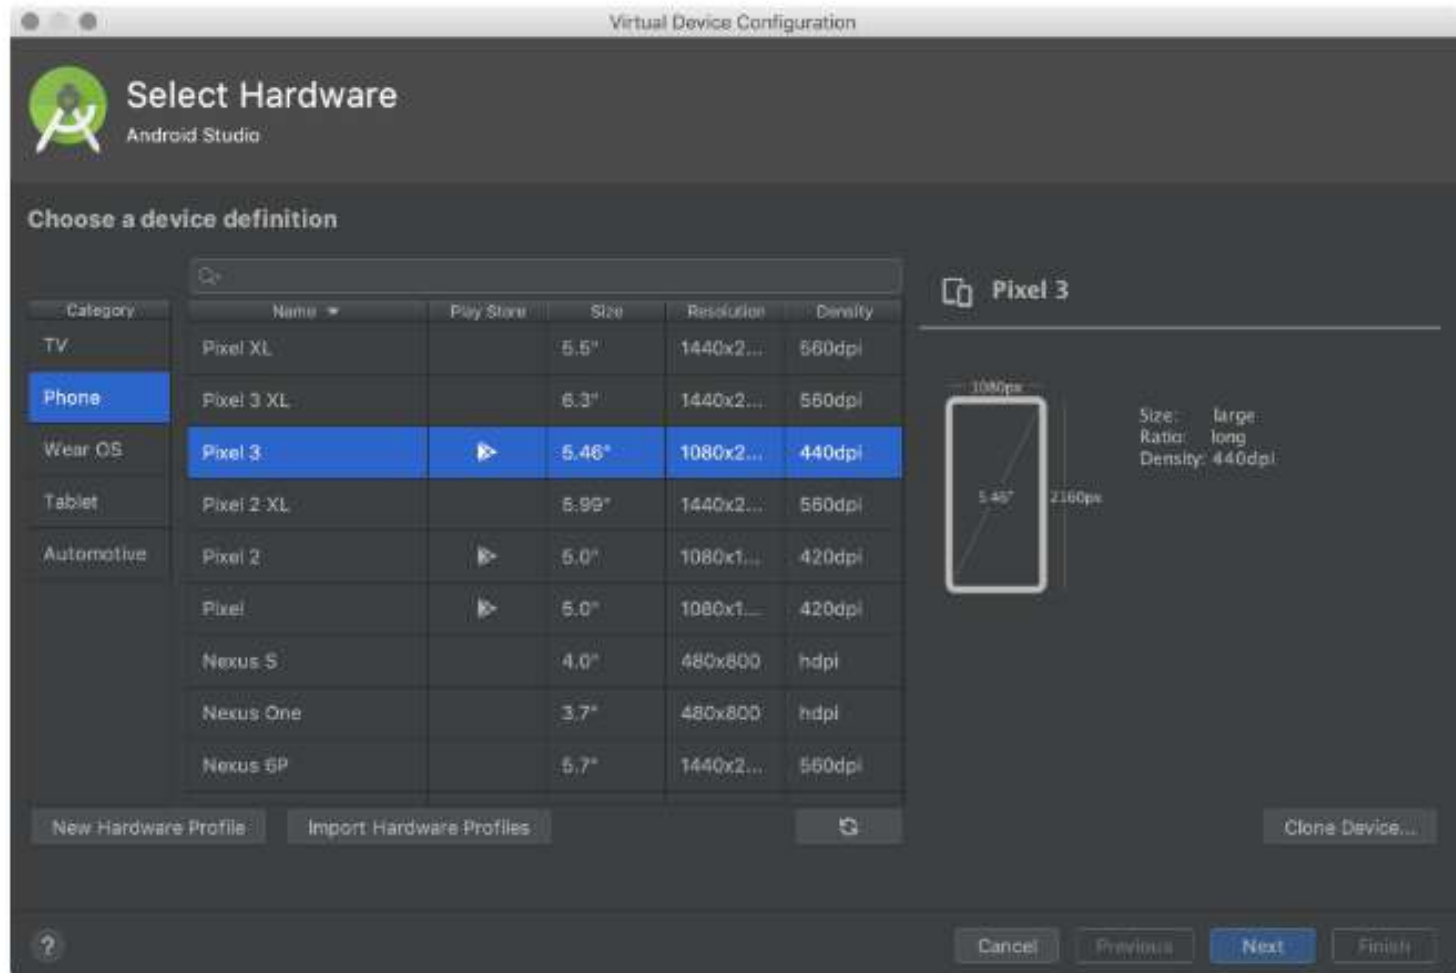 Virtual Device Configuration
Select Hardware
Android Studio
Choose a device definition
Category
TV
Phone
Wear OS
Tablet
Automotive
Name Play Store Size Resolution Density
Pixel XL 5.5" 1440x2... 560dpi
Pixel 3 XL 6.3" 1440x2... 560dpi
Pixel 3 5.46" 1080x2... 440dpi
Pixel 2 XL 5.99" 1440x2... 560dpi
Pixel 2 5.0" 1080x1... 420dpi
Pixel 5.0" 1080x1... 420dpi
Nexus S 4.0" 480x800 hdpi
Nexus One 3.7" 480x800 hdpi
Nexus 6P 5.7" 1440x2... 560dpi
New Hardware Profile Import Hardware Profiles
Pixel 3
1080px
5.46" 2160px
Size: large
Ratio: long
Density: 440dpi
Clone Device...
? Cancel Previous Next Finish